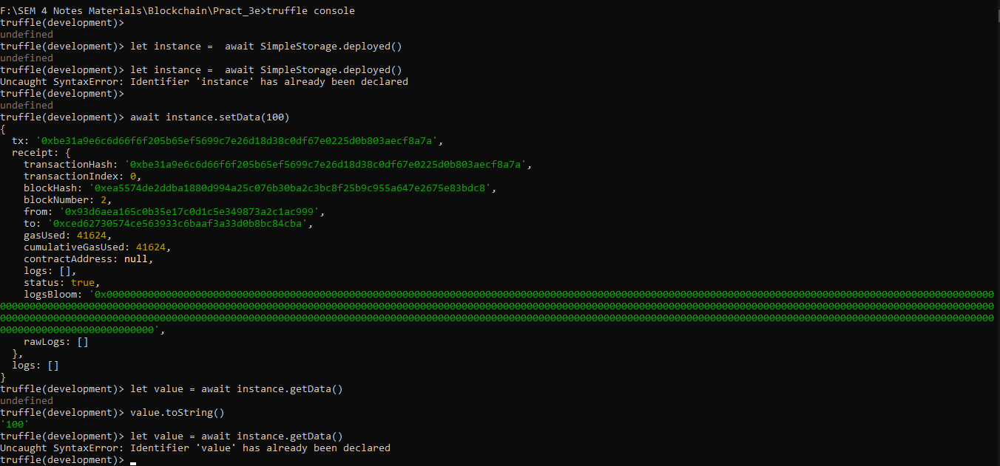 F:\SEM 4 Notes Materials\Blockchain\Pract_3e>truffle console
truffle(development)>
undefined
truffle(development)> let instance =  await SimpleStorage.deployed()
undefined
truffle(development)> let instance =  await SimpleStorage.deployed()
Uncaught SyntaxError: Identifier 'instance' has already been declared
truffle(development)>
undefined
truffle(development)> await instance.setData(100)
{
  tx: '0xbe31a9e6c6d66f6f205b65ef5699c7e26d18d38c0df67e0225d0b803aecf8a7a',
  receipt: {
    transactionHash: '0xbe31a9e6c6d66f6f205b65ef5699c7e26d18d38c0df67e0225d0b803aecf8a7a',
    transactionIndex: 0,
    blockHash: '0xea5574de2ddba1880d994a25c076b30ba2c3bc8f25b9c955a647e2675e83bdc8',
    blockNumber: 2,
    from: '0x93d6aea165c0b35e17c0d1c5e349873a2c1ac999',
    to: '0xced62730574ce563933c6baaf3a33d0b8bc84cba',
    gasUsed: 41624,
    cumulativeGasUsed: 41624,
    contractAddress: null,
    logs: [],
    status: true,
    logsBloom: '0x000000000000000000000000000000000000000000000000000000000000000000000000000000000000000000000000000000000000000000000000000000000000000000000000000000
000000000000000000000000000000000000000000000000000000000000000000000000000000000000000000000000000000000000000000000000000000000000000000000000000000000000000000000000
000000000000000000000000000000000000000000000000000000000000000000000000000000000000000000000000000000000000000000000000000000000000000000000000000000000000000000000000
00000000000000000000000000',
    rawLogs: []
  },
  logs: []
}
truffle(development)> let value = await instance.getData()
undefined
truffle(development)> value.toString()
'100'
truffle(development)> let value = await instance.getData()
Uncaught SyntaxError: Identifier 'value' has already been declared
truffle(development)>